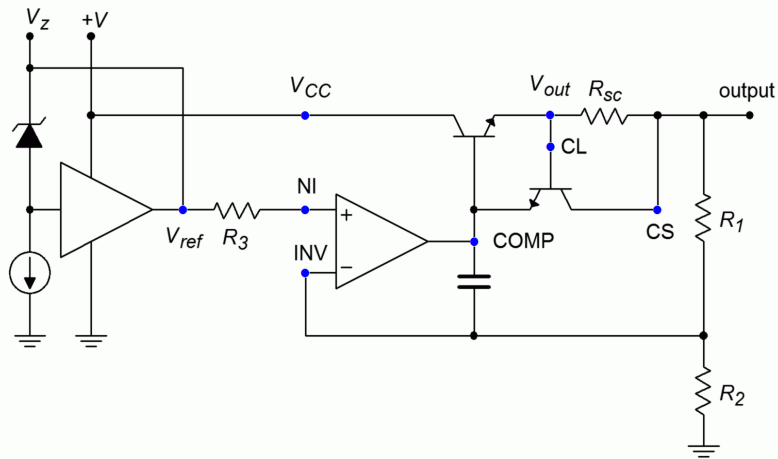 Vz
+V
VCC
Vout
Rsc
output
CL
NI
+
Vref
R3
INV
−
COMP
CS
R1
R2